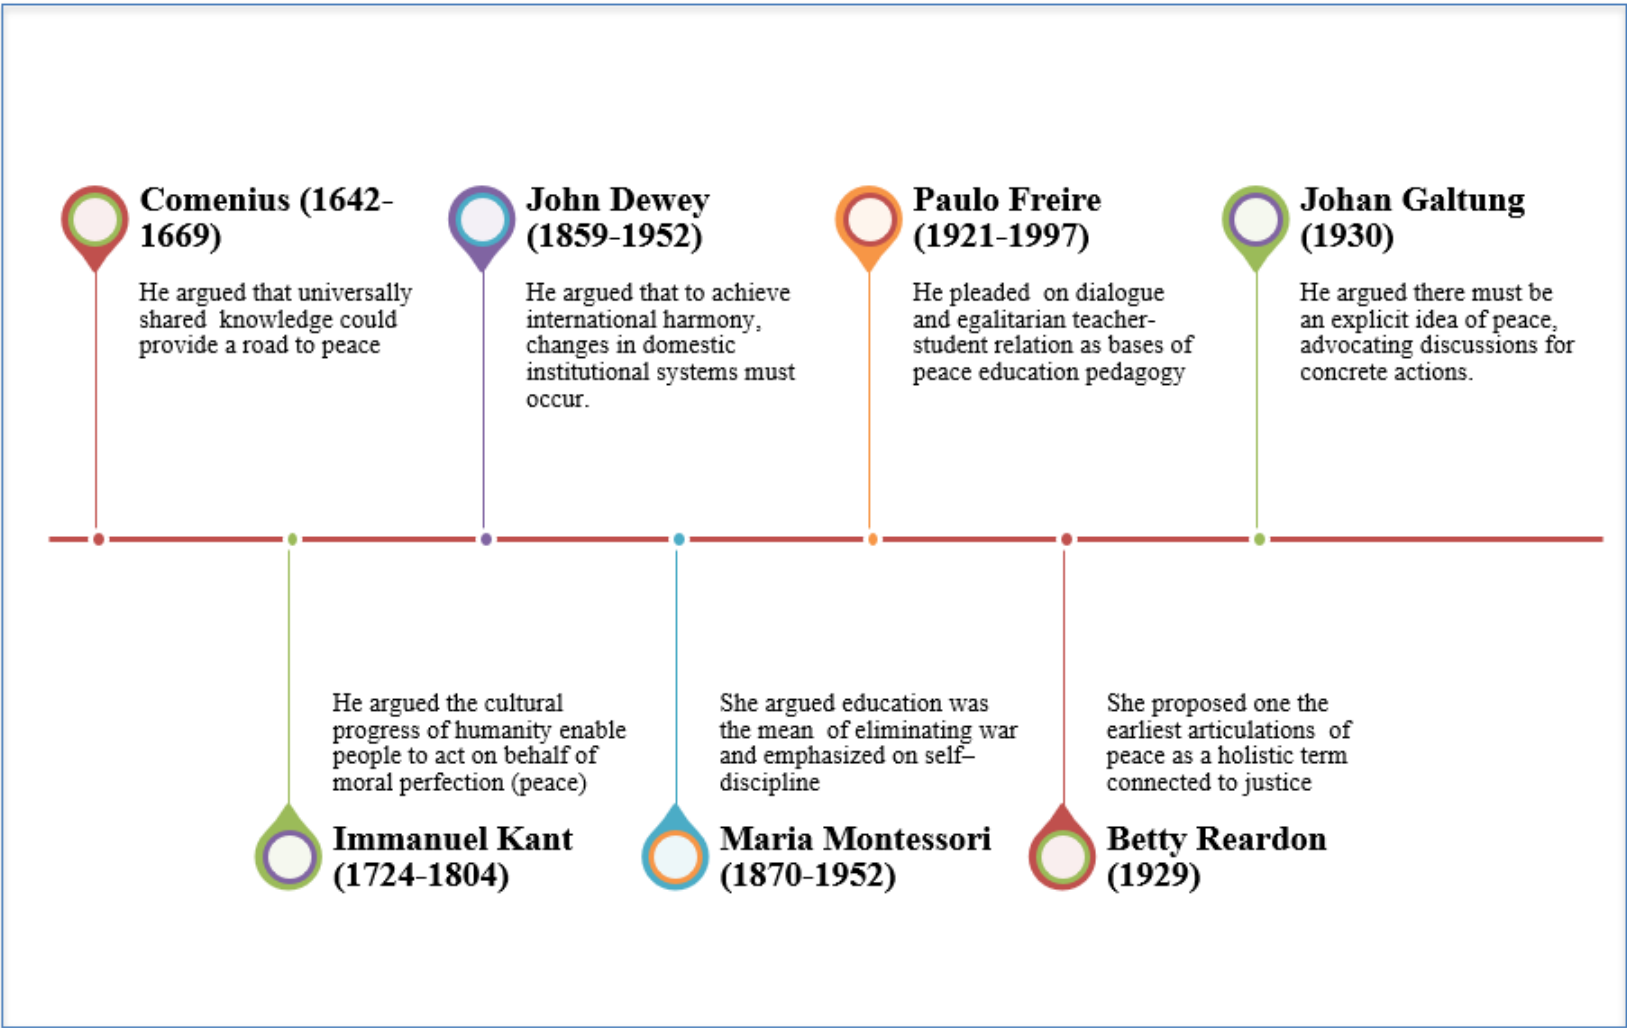 Comenius (1642-
1669)
He argued that universally
shared knowledge could
provide a road to peace
John Dewey
(1859-1952)
He argued that to achieve
international harmony,
changes in domestic
institutional systems must
occur.
Paulo Freire
(1921-1997)
He pleaded on dialogue
and egalitarian teacher-
student relation as bases of
peace education pedagogy
Johan Galtung
(1930)
He argued there must be
an explicit idea of peace,
advocating discussions for
concrete actions.
He argued the cultural
progress of humanity enable
people to act on behalf of
moral perfection (peace)
Immanuel Kant
(1724-1804)
She argued education was
the mean of eliminating war
and emphasized on self–
discipline
Maria Montessori
(1870-1952)
She proposed one the
earliest articulations of
peace as a holistic term
connected to justice
Betty Reardon
(1929)